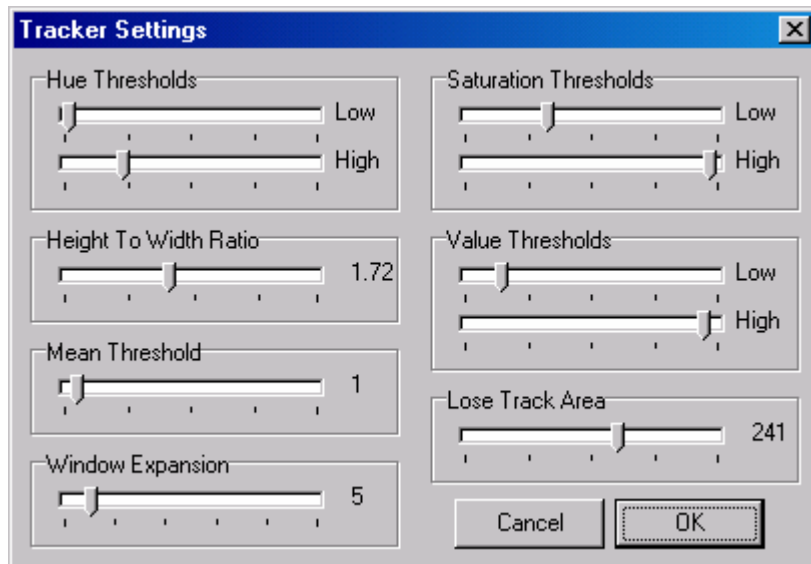 Tracker Settings
Hue Thresholds
Low
High
Height To Width Ratio
1.72
Mean Threshold
1
Window Expansion
5
Saturation Thresholds
Low
High
Value Thresholds
Low
High
Lose Track Area
241
Cancel
OK